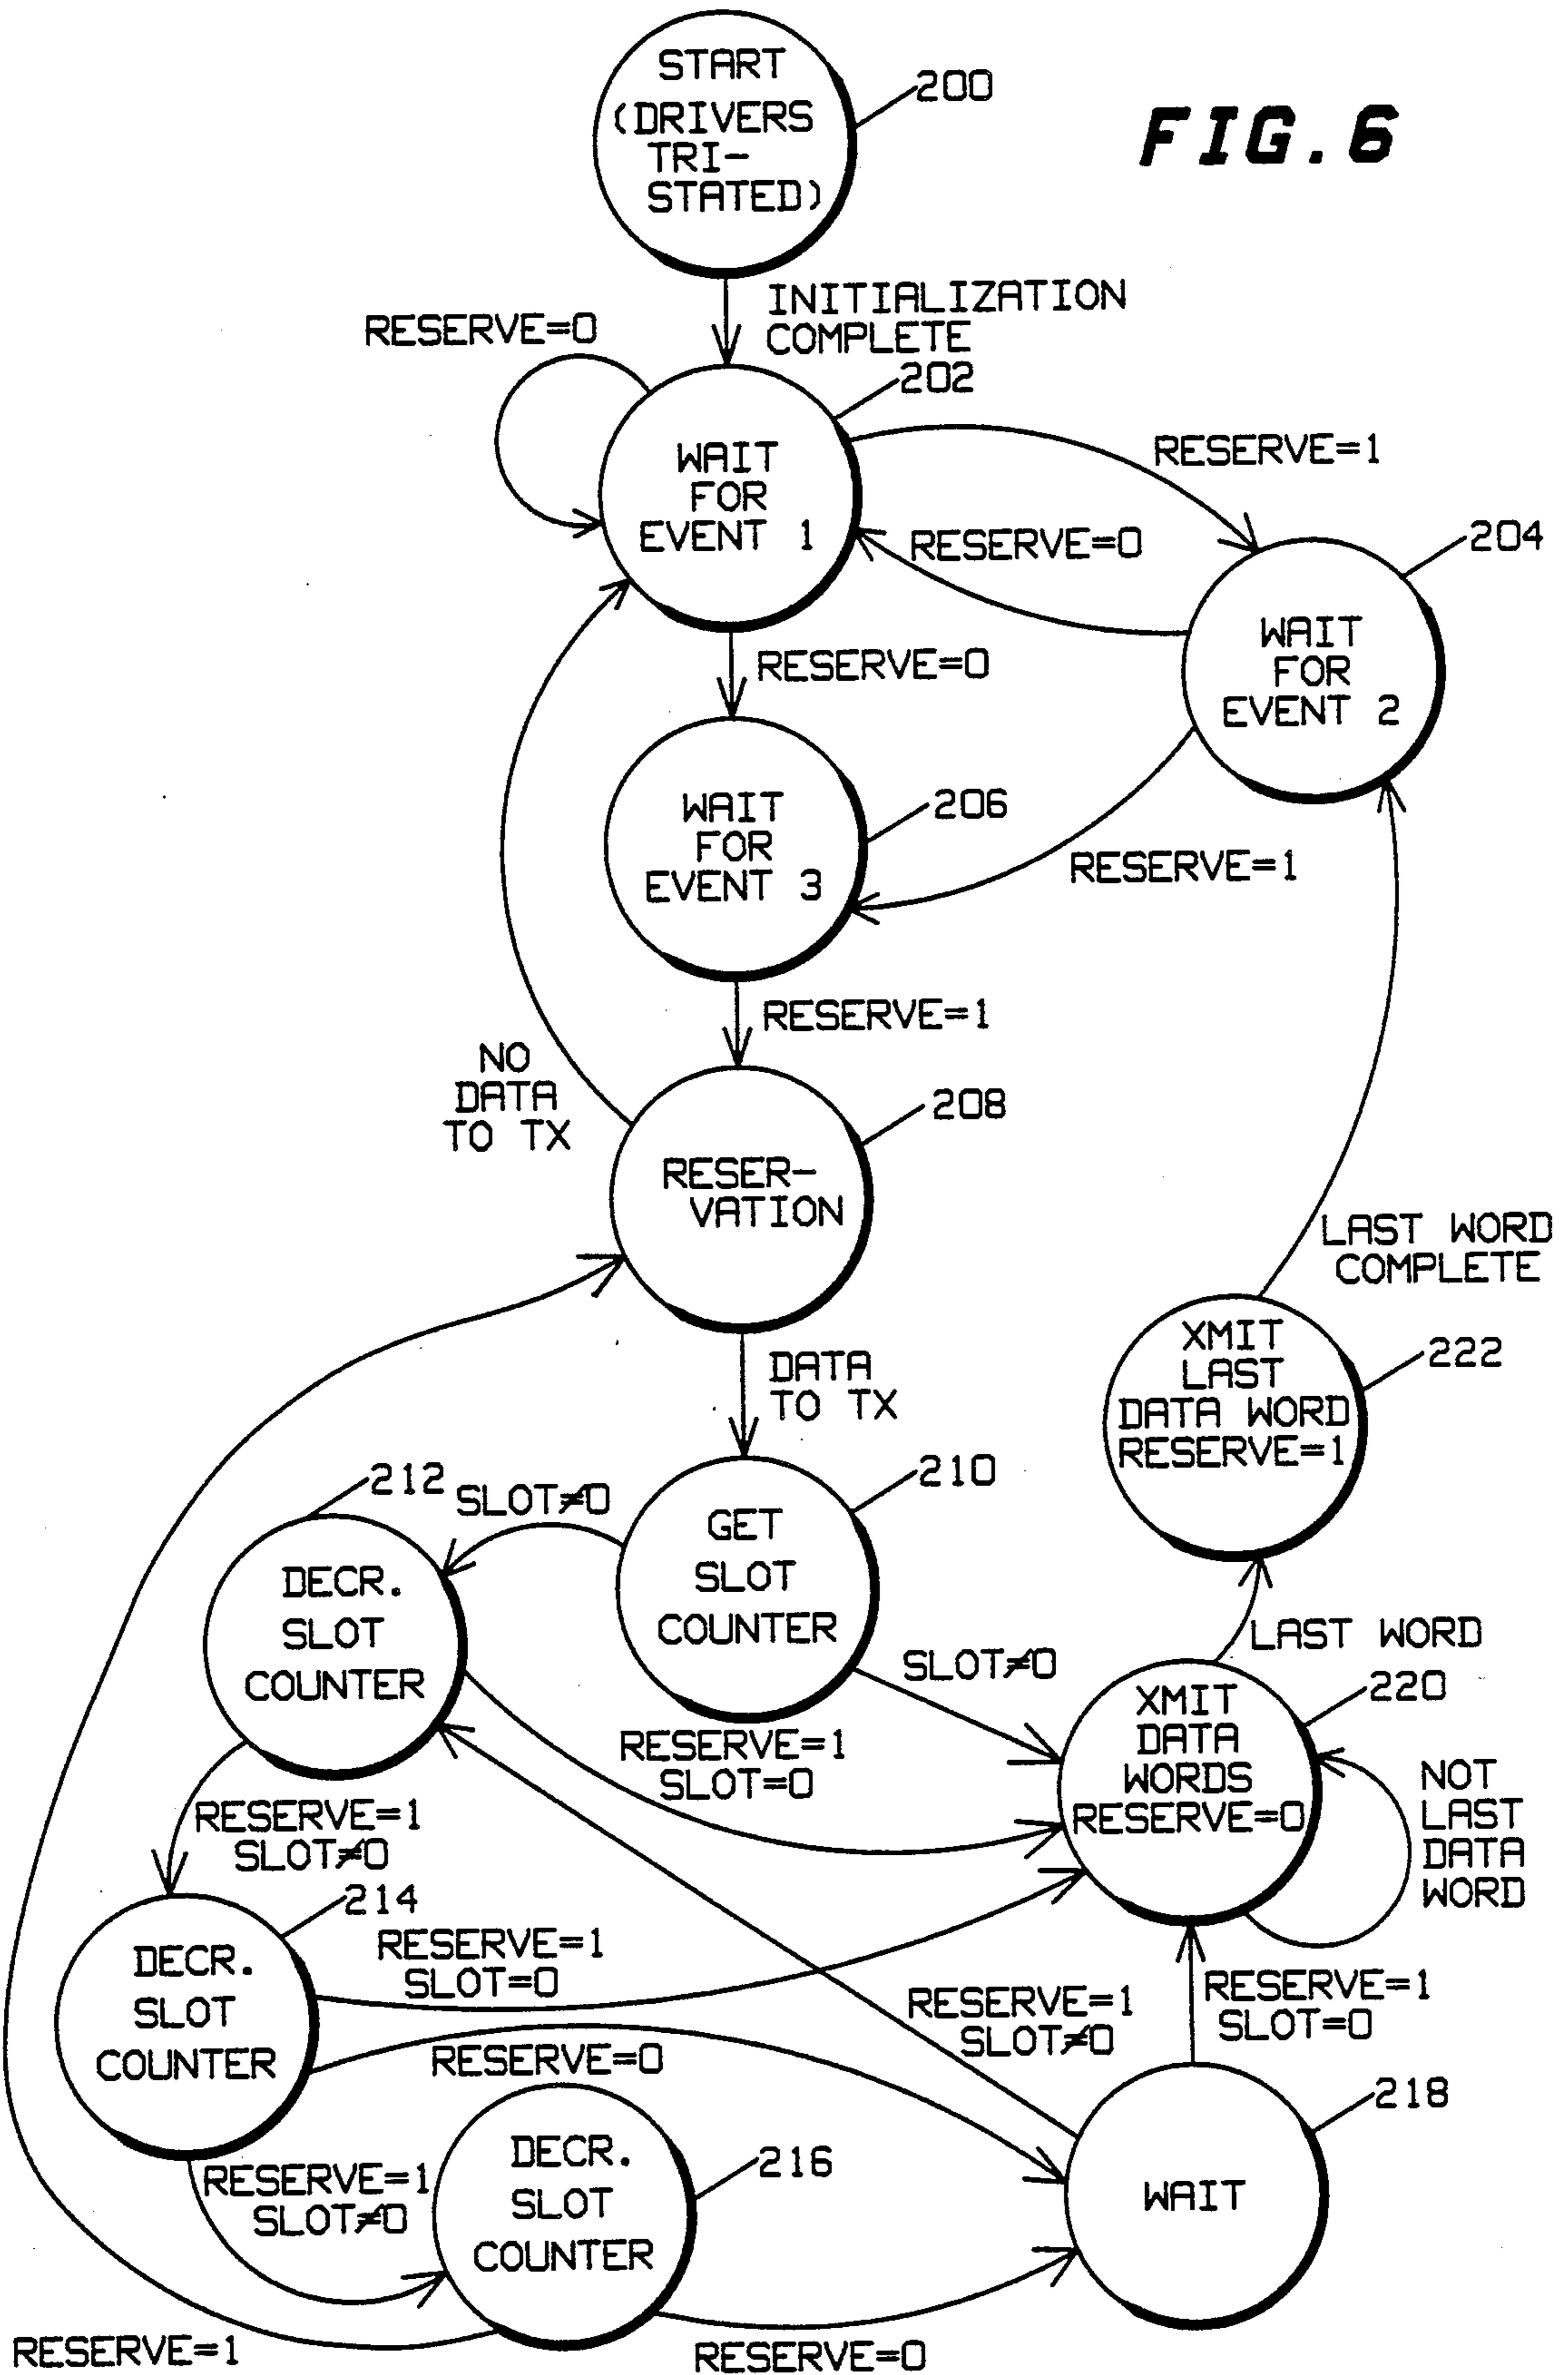 START
(DRIVERS
TRI-
STATED)
200
FIG. 6
INITIALIZATION
COMPLETE
RESERVE=0
202
WAIT
FOR
EVENT 1
RESERVE=1
RESERVE=0
204
WAIT
FOR
EVENT 2
RESERVE=0
WAIT
FOR
EVENT 3
206
RESERVE=1
RESERVE=1
NO
DATA
TO TX
208
RESER-
VATION
LAST WORD
COMPLETE
DATA
TO TX
XMIT
LAST
DATA WORD
RESERVE=1
222
212
SLOT≠0
210
GET
SLOT
COUNTER
DECR.
SLOT
COUNTER
SLOT≠0
LAST WORD
220
XMIT
DATA
WORDS
RESERVE=0
RESERVE=1
SLOT=0
NOT
LAST
DATA
WORD
RESERVE=1
SLOT≠0
214
DECR.
SLOT
COUNTER
RESERVE=1
SLOT=0
RESERVE=1
SLOT≠0
RESERVE=1
SLOT=0
RESERVE=0
218
WAIT
DECR.
SLOT
COUNTER
216
RESERVE=1
SLOT≠0
RESERVE=1
RESERVE=0